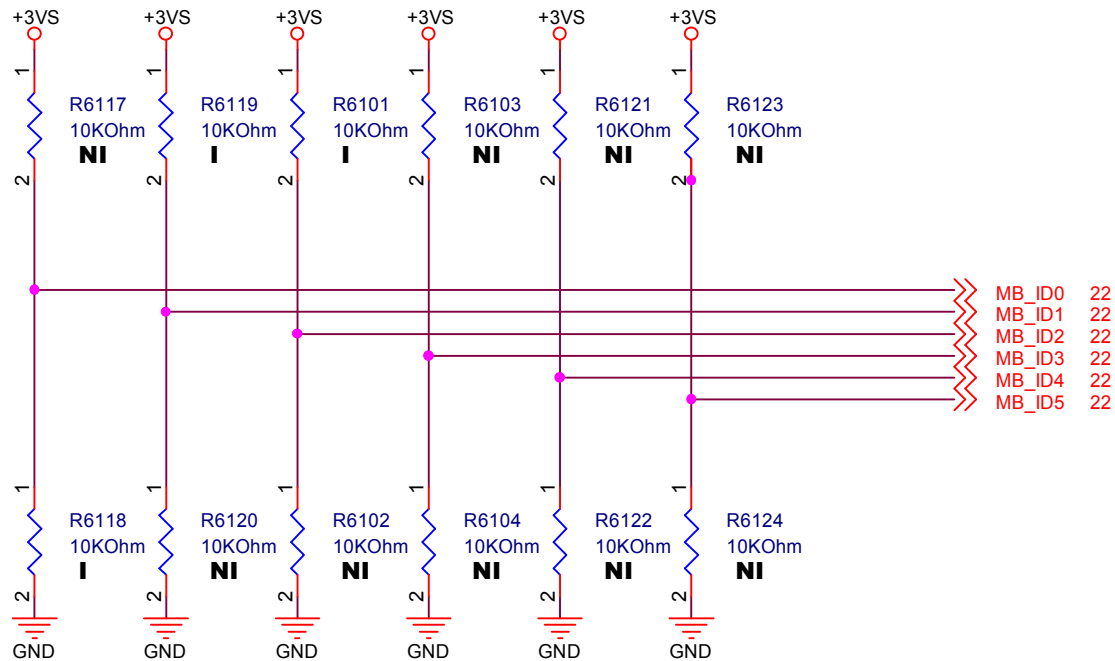 +3VS +3VS +3VS +3VS +3VS +3VS
1 1 1 1 1 1
R6117 R6119 R6101 R6103 R6121 R6123
10KOhm 10KOhm 10KOhm 10KOhm 10KOhm 10KOhm
NI I I NI NI NI
2 2 2 2 2 2
MB_ID0 22
MB_ID1 22
MB_ID2 22
MB_ID3 22
MB_ID4 22
MB_ID5 22
1 1 1 1 1 1
R6118 R6120 R6102 R6104 R6122 R6124
10KOhm 10KOhm 10KOhm 10KOhm 10KOhm 10KOhm
I NI NI NI NI NI
2 2 2 2 2 2
GND GND GND GND GND GND